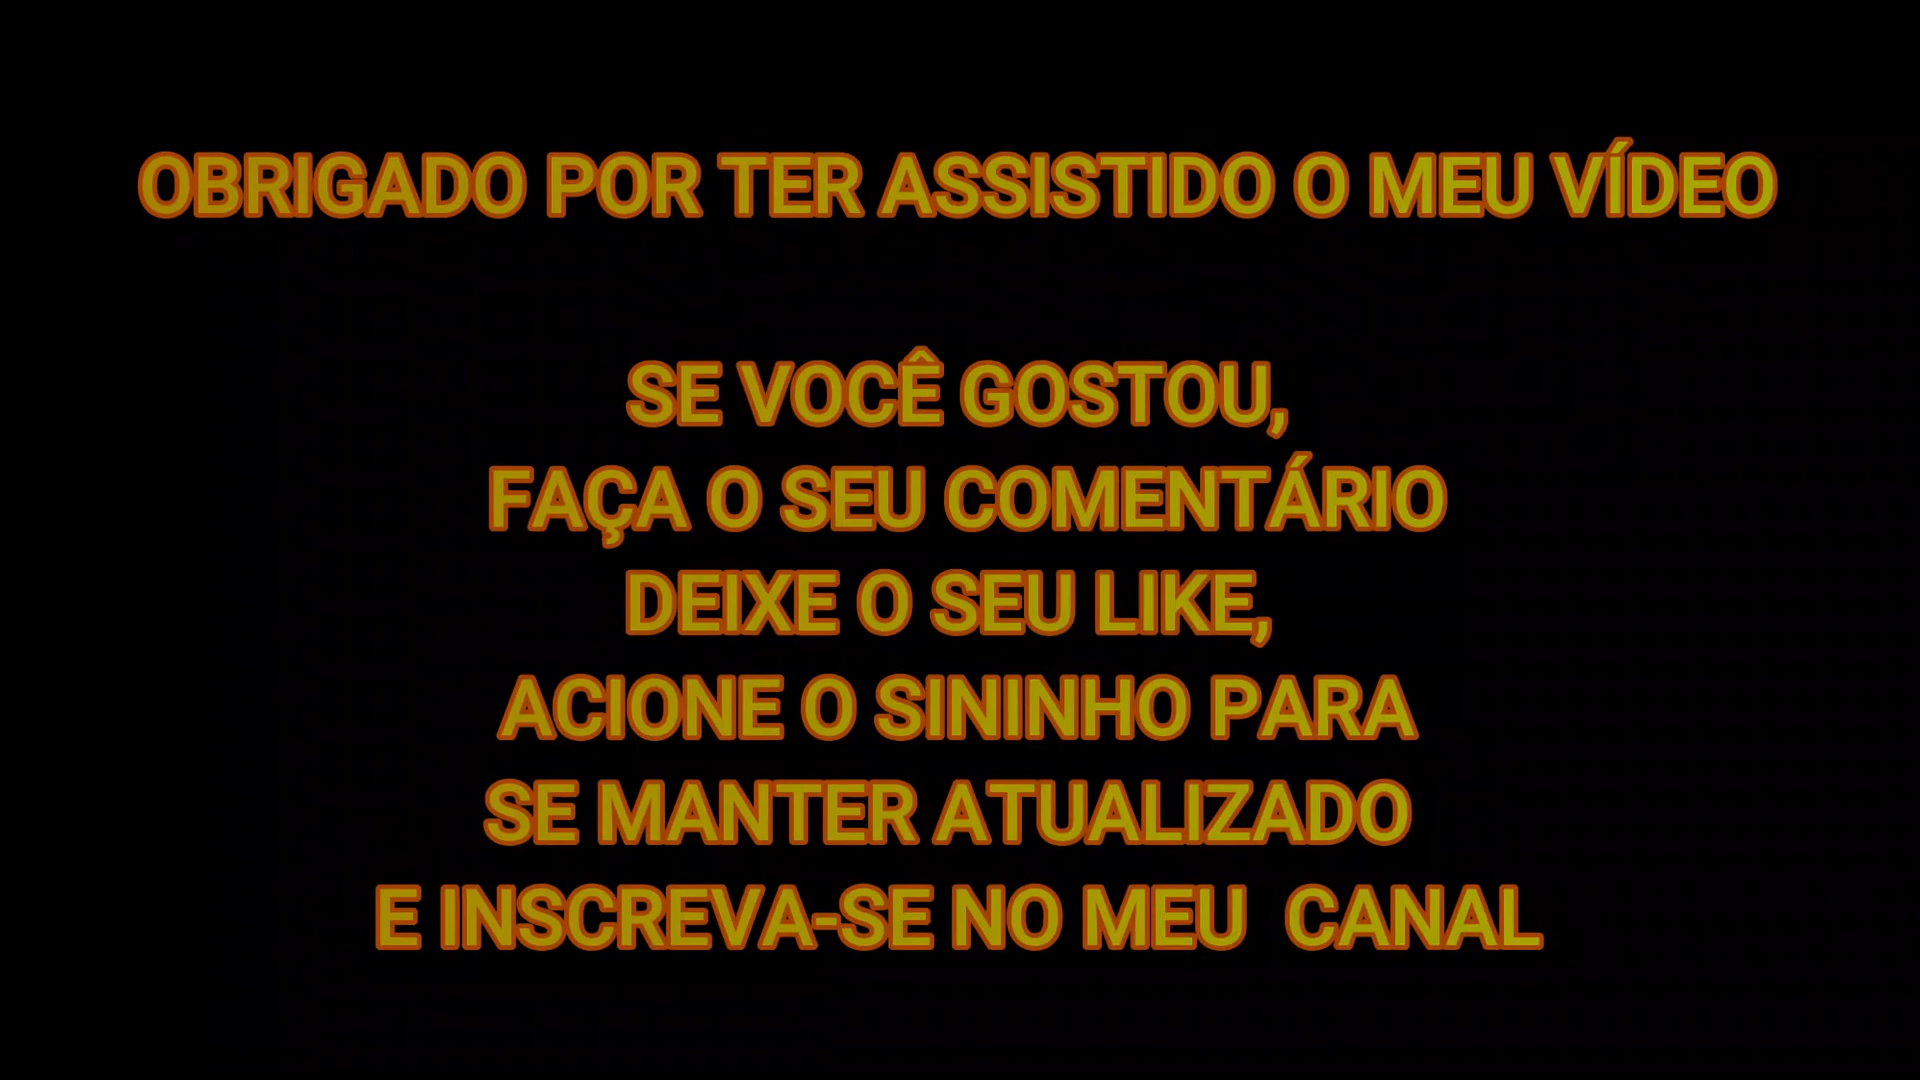 OBRIGADO POR TER ASSISTIDO O MEU VÍDEO
SE VOCÊ GOSTOU,
FAÇA O SEU COMENTÁRIO
DEIXE O SEU LIKE,
ACIONE O SININHO PARA
SE MANTER ATUALIZADO
E INSCREVA-SE NO MEU  CANAL